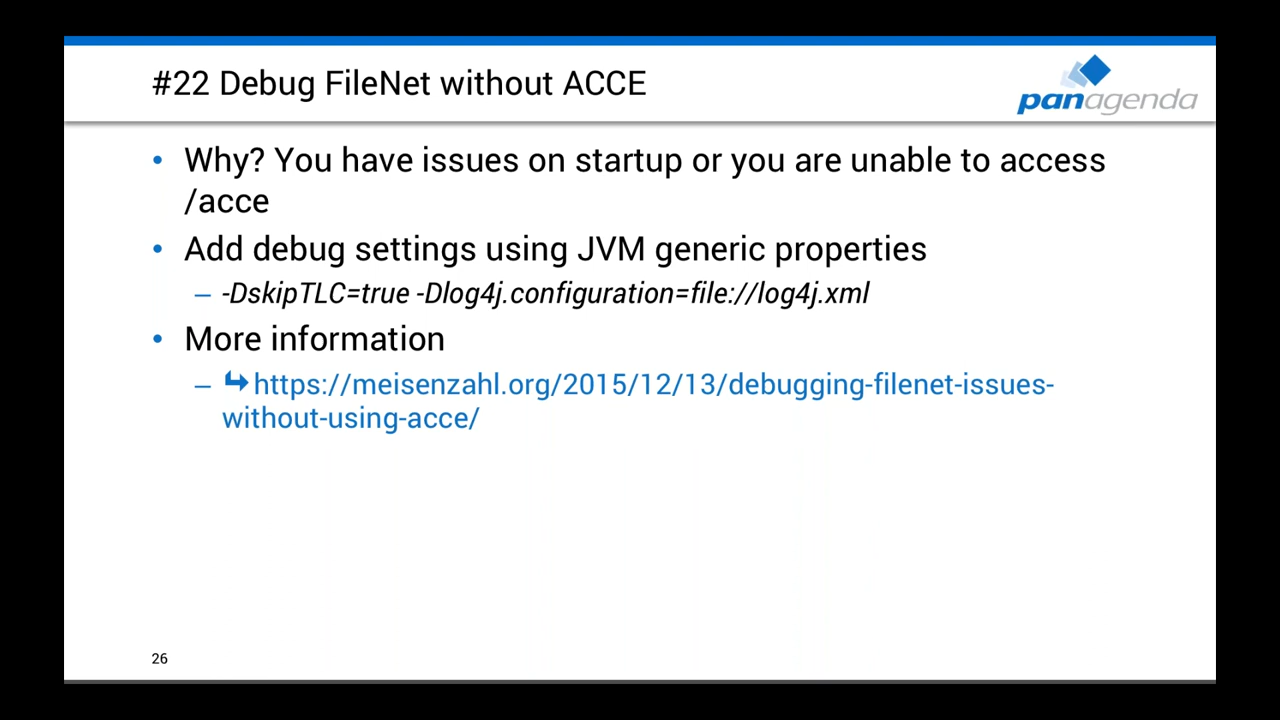 #22 Debug FileNet without ACCE
panagenda
• Why? You have issues on startup or you are unable to access
/acce
• Add debug settings using JVM generic properties
– -DskipTLC=true -Dlog4j.configuration=file://log4j.xml
• More information
– ↳ https://meisenzahl.org/2015/12/13/debugging-filenet-issues-
without-using-acce/
26